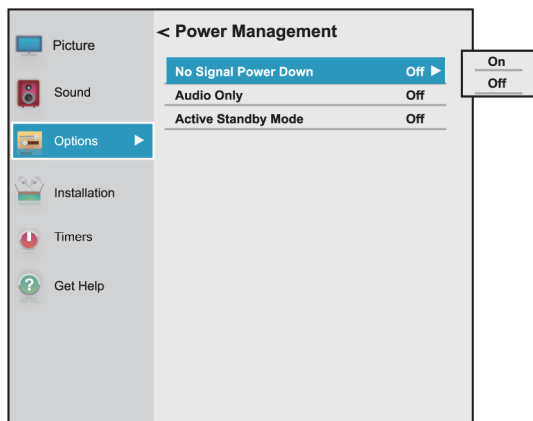 Picture
Sound
Options
Installation
Timers
Get Help
< Power Management
No Signal Power Down Off
Audio Only Off
Active Standby Mode Off
On
Off